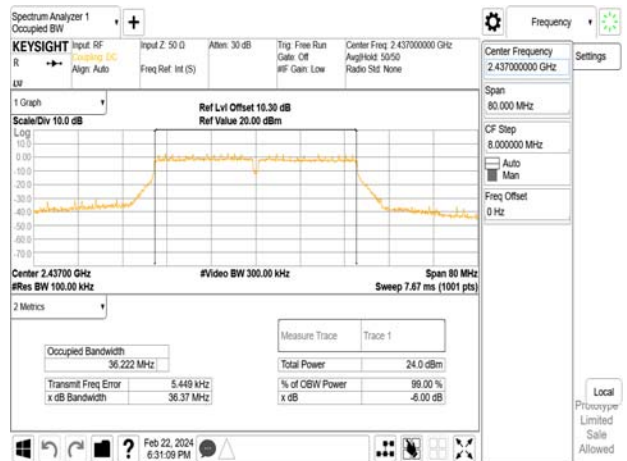 Spectrum Analyzer 1
Occupied BW
Frequency
KEYSIGHT
R
Input: RF
Coupling: DC
Align: Auto
Input Z: 50 Ω
Freq Ref: Int (S)
Atten: 30 dB
Trig: Free Run
Gate: Off
#IF Gain: Low
Center Freq: 2.437000000 GHz
Avg|Hold: 50/50
Radio Std: None
Center Frequency
2.437000000 GHz
Settings
Span
80.000 MHz
CF Step
8.000000 MHz
Auto
Man
Freq Offset
0 Hz
1 Graph
Scale/Div 10.0 dB
Ref Lvl Offset 10.30 dB
Ref Value 20.00 dBm
Log
10.0
0.00
-10.0
-20.0
-30.0
-40.0
-50.0
-60.0
-70.0
Center 2.43700 GHz
#Res BW 100.00 kHz
#Video BW 300.00 kHz
Span 80 MHz
Sweep 7.67 ms (1001 pts)
2 Metrics
Measure Trace Trace 1
Occupied Bandwidth
36.222 MHz
Total Power 24.0 dBm
Transmit Freq Error 5.449 kHz
% of OBW Power 99.00 %
x dB Bandwidth 36.37 MHz
x dB -6.00 dB
Local
Prototype
Limited
Sale
Allowed
?
Feb 22, 2024
6:31:09 PM